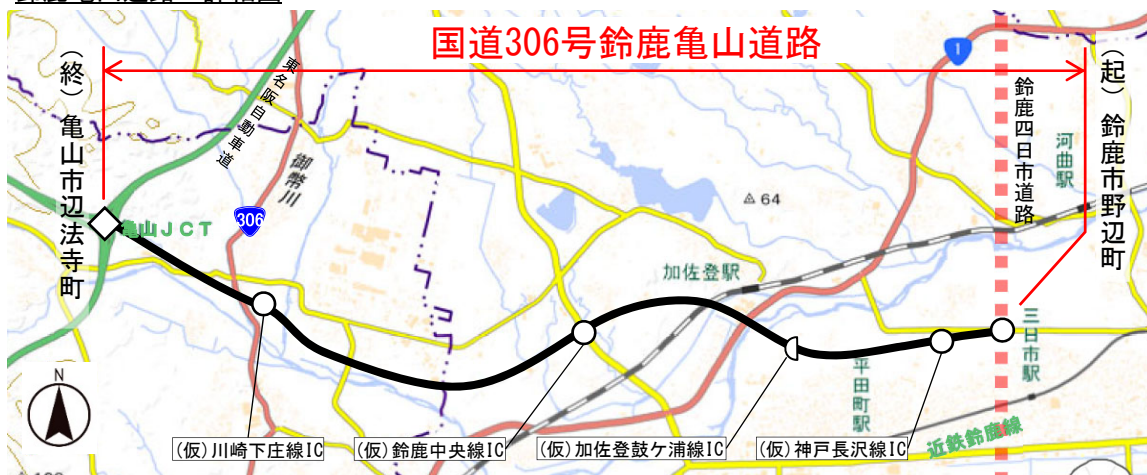 国道306号鈴鹿亀山道路
（終）亀山市辺法寺町
（起）鈴鹿市野辺町
東名阪自動車道
御幣川
306
1
亀山JCT
鈴鹿四日市道路
河曲駅
64
加佐登駅
三日市駅
平田町駅
近鉄鈴鹿線
N
(仮)川崎下庄線IC
(仮)鈴鹿中央線IC
(仮)加佐登鼓ケ浦線IC
(仮)神戸長沢線IC